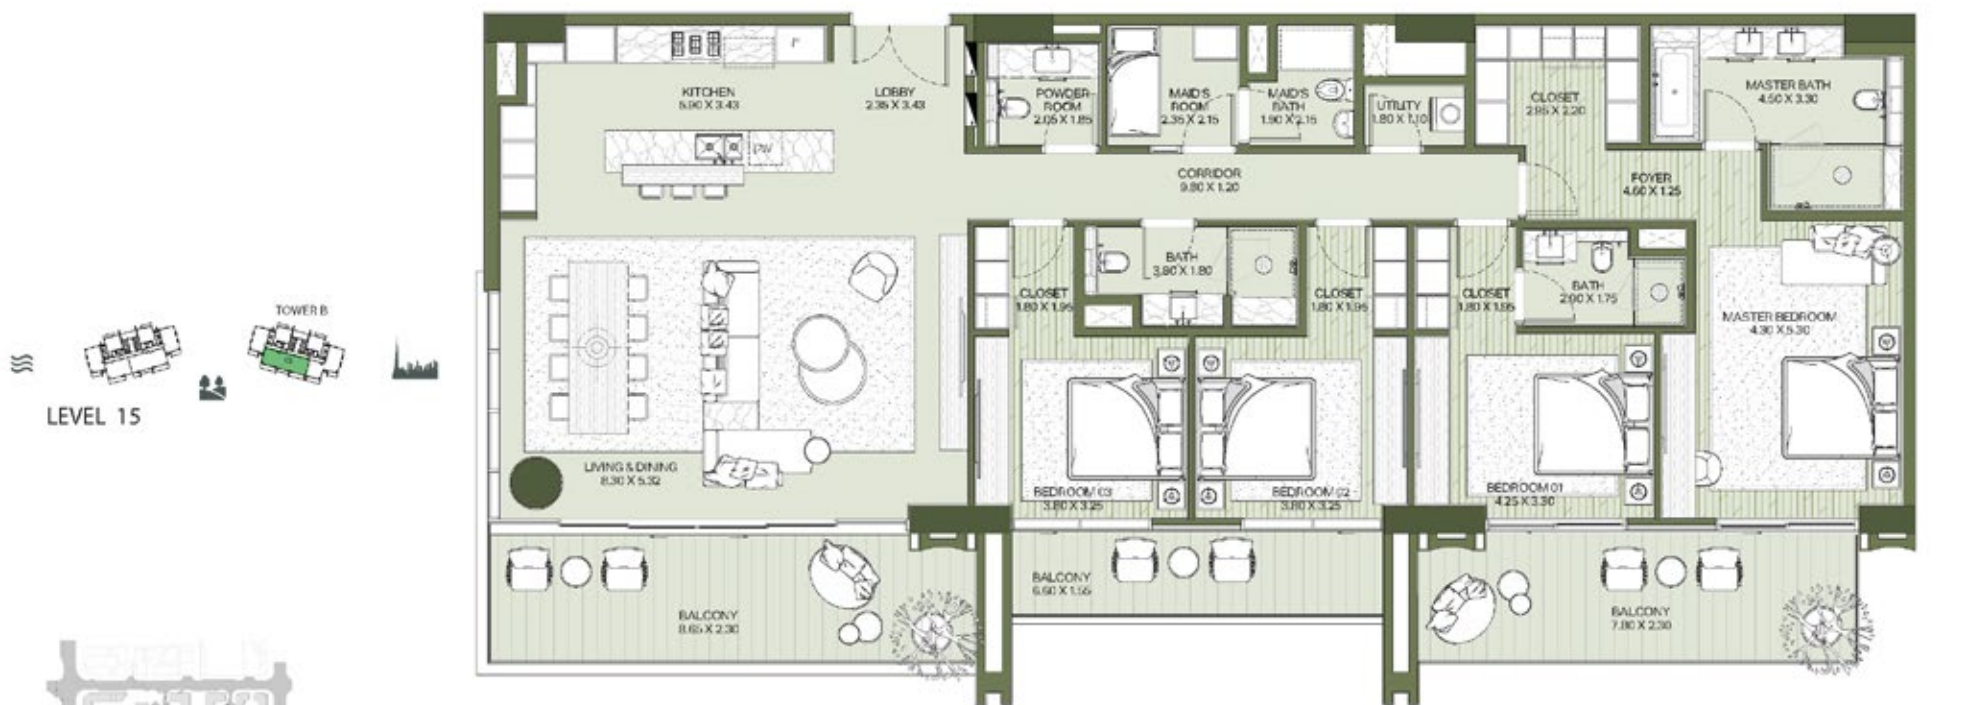 TOWER B
LEVEL 15
KITCHEN
5.90 X 3.43
LOBBY
2.35 X 3.43
POWDER
ROOM
2.05 X 1.85
MAID'S
ROOM
2.35 X 2.15
MAID'S
BATH
1.90 X 2.15
UTILITY
1.80 X 1.10
CLOSET
2.95 X 2.20
MASTER BATH
4.50 X 3.30
DW
CORRIDOR
9.80 X 1.20
FOYER
4.60 X 1.25
BATH
3.80 X 1.80
CLOSET
1.80 X 1.95
CLOSET
1.80 X 1.95
CLOSET
1.80 X 1.95
BATH
2.90 X 1.75
MASTER BEDROOM
4.30 X 5.30
LIVING & DINING
8.30 X 5.32
BEDROOM 03
3.80 X 3.25
BEDROOM 02
3.80 X 3.25
BEDROOM 01
4.25 X 3.30
BALCONY
8.65 X 2.30
BALCONY
6.60 X 1.55
BALCONY
7.80 X 2.30